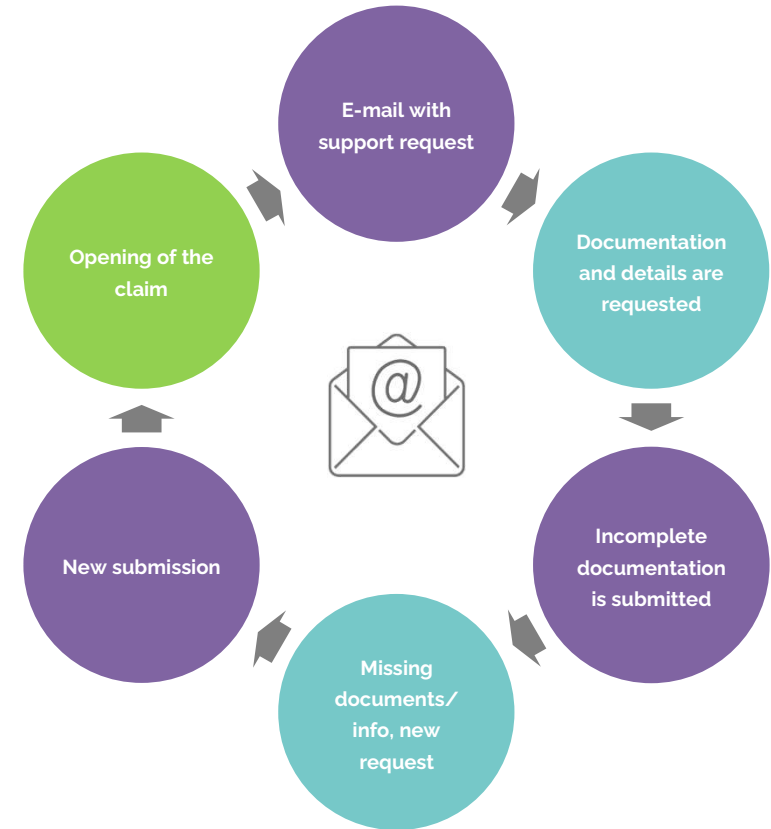 E-mail with
support request
Documentation
and details are
requested
Incomplete
documentation
is submitted
Missing
documents/
info, new
request
New submission
Opening of the
claim
@